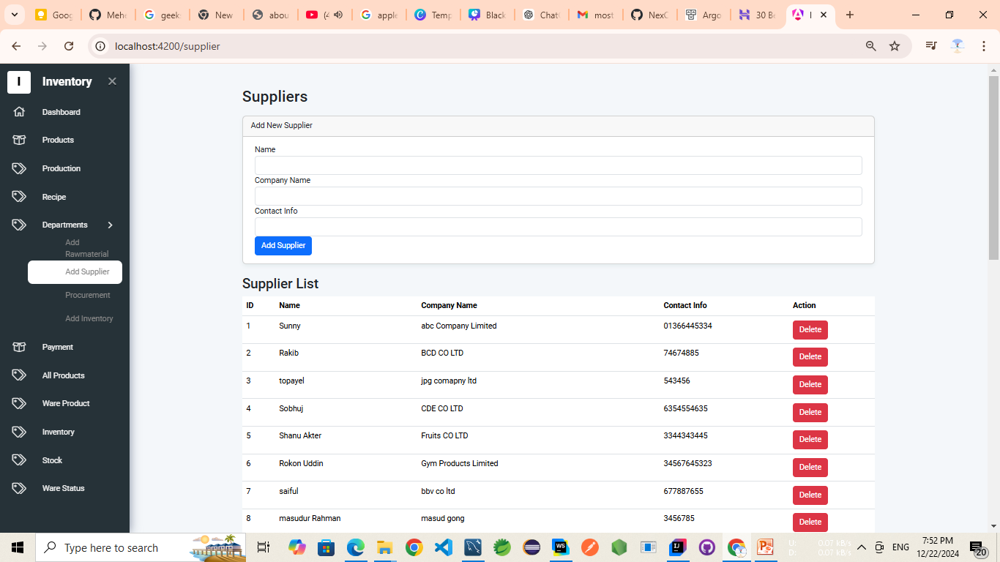 Goog
Mehe
geek
New
abou
(4
apple
Temp
Black
Chat
most
NexC
Argo
30 Be
I
localhost:4200/supplier
I Inventory
Dashboard
Products
Production
Recipe
Departments
Add
Rawmaterial
Add Supplier
Procurement
Add Inventory
Payment
All Products
Ware Product
Inventory
Stock
Ware Status
Suppliers
Add New Supplier
Name
Company Name
Contact Info
Add Supplier
Supplier List
ID Name Company Name Contact Info Action
1 Sunny abc Company Limited 01366445334 Delete
2 Rakib BCD CO LTD 74674885 Delete
3 topayel jpg comapny ltd 543456 Delete
4 Sobhuj CDE CO LTD 6354554635 Delete
5 Shanu Akter Fruits CO LTD 3344343445 Delete
6 Rokon Uddin Gym Products Limited 34567645323 Delete
7 saiful bbv co ltd 677887655 Delete
8 masudur Rahman masud gong 3456785 Delete
Type here to search
U: 0.07 kB/s
D: 0.07 kB/s
ENG
7:52 PM
12/22/2024
20